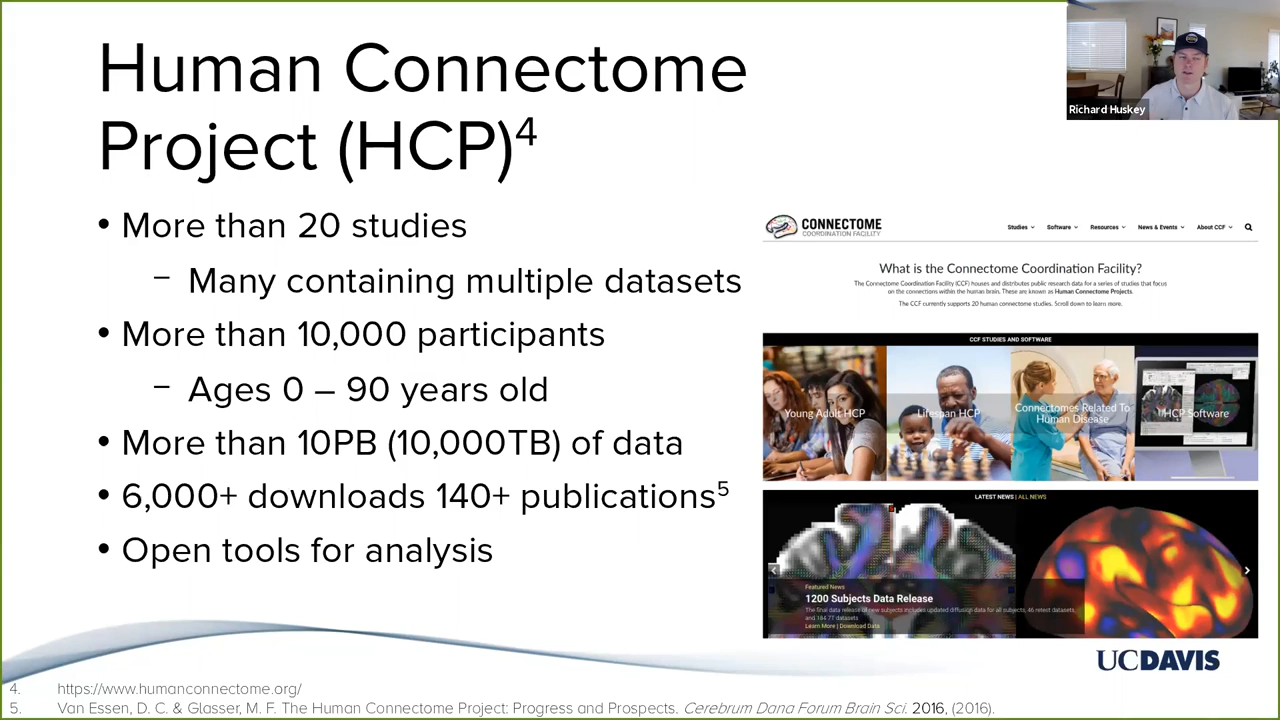 Human Connectome
Project (HCP)4
• More than 20 studies
– Many containing multiple datasets
• More than 10,000 participants
– Ages 0 – 90 years old
• More than 10PB (10,000TB) of data
• 6,000+ downloads 140+ publications5
• Open tools for analysis
Richard Huskey
CONNECTOME
COORDINATION FACILITY
Studies Software Resources News & Events About CCF
What is the Connectome Coordination Facility?
The Connectome Coordination Facility (CCF) houses and distributes public research data for a series of studies that focus
on the connections within the human brain. These are known as Human Connectome Projects.
The CCF currently supports 20 human connectome studies. Scroll down to learn more.
CCF STUDIES AND SOFTWARE
Young Adult HCP
Lifespan HCP
Connectomes Related To
Human Disease
HCP Software
LATEST NEWS | ALL NEWS
Featured News
1200 Subjects Data Release
The final data release of new subjects includes updated diffusion data for all subjects, 46 retest datasets,
and 184 7T datasets
Learn More | Download Data
UCDAVIS
4. https://www.humanconnectome.org/
5. Van Essen, D. C. & Glasser, M. F. The Human Connectome Project: Progress and Prospects. Cerebrum Dana Forum Brain Sci. 2016, (2016).